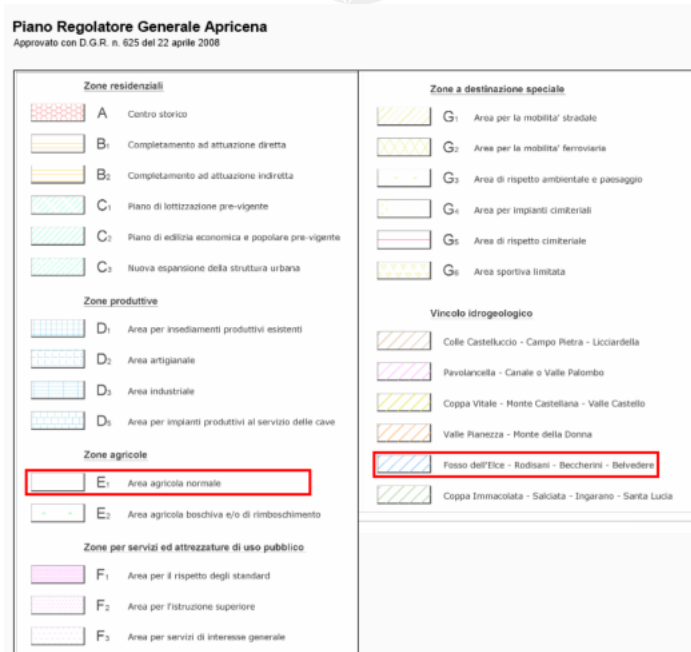 Piano Regolatore Generale Apricena
Approvato con D.G.R. n. 625 del 22 aprile 2008
Zone residenziali
A Centro storico
B1 Completamento ad attuazione diretta
B2 Completamento ad attuazione indiretta
C1 Piano di lottizzazione pre-vigente
C2 Piano di edilizia economica e popolare pre-vigente
C3 Nuova espansione della struttura urbana
Zone produttive
D1 Area per insediamenti produttivi esistenti
D2 Area artigianale
D3 Area industriale
D5 Area per impianti produttivi al servizio delle cave
Zone agricole
E1 Area agricola normale
E2 Area agricola boschiva e/o di rimboschimento
Zone per servizi ed attrezzature di uso pubblico
F1 Area per il rispetto degli standard
F2 Area per l'istruzione superiore
F3 Area per servizi di interesse generale
Zone a destinazione speciale
G1 Area per la mobilita' stradale
G2 Area per la mobilita' ferroviaria
G3 Area di rispetto ambientale e paesaggio
G4 Area per impianti cimiteriali
G5 Area di rispetto cimiteriale
G6 Area sportiva limitata
Vincolo idrogeologico
Colle Castelluccio - Campo Pietra - Licciardella
Pavolancella - Canale o Valle Palombo
Coppa Vitale - Monte Castellana - Valle Castello
Valle Pianezza - Monte della Donna
Fosso dell'Elce - Rodisani - Beccherini - Belvedere
Coppa Immacolata - Salciata - Ingarano - Santa Lucia